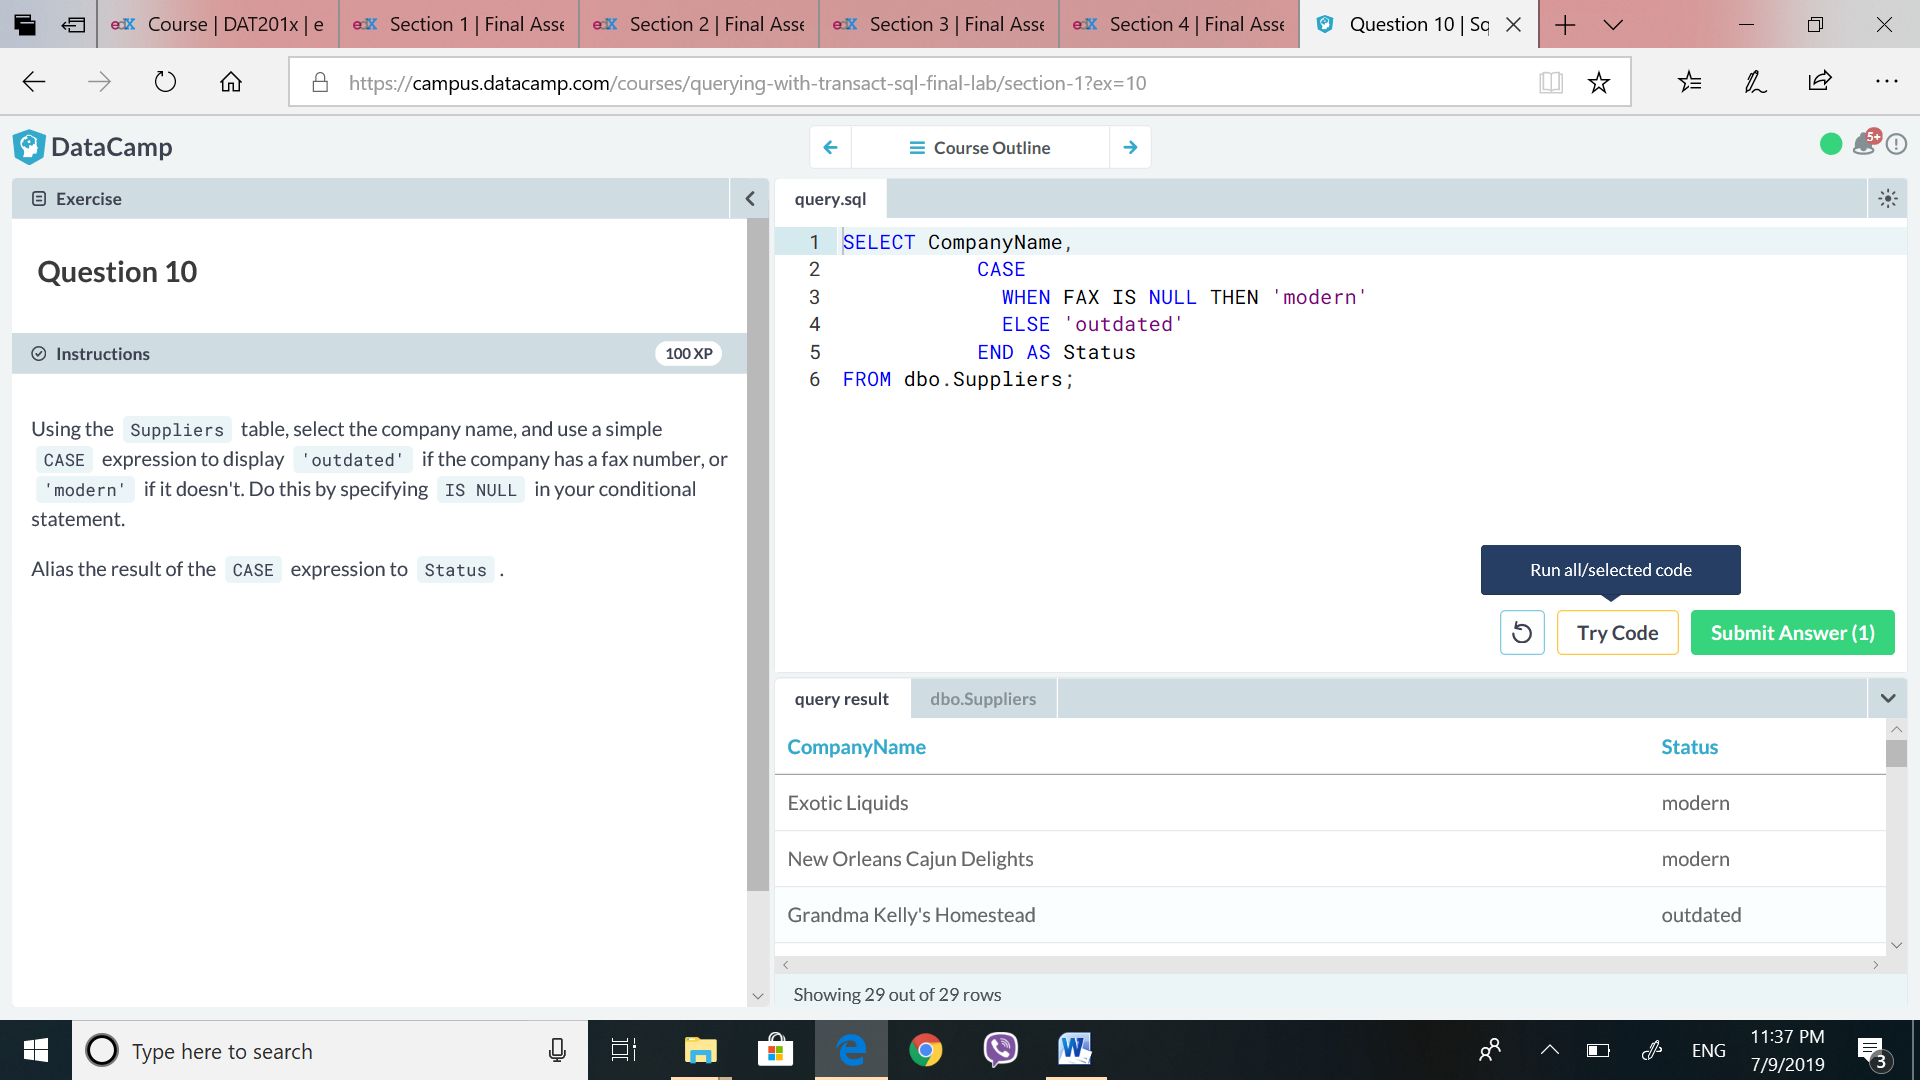 Course | DAT201x | e
Section 1 | Final Asse
Section 2 | Final Asse
Section 3 | Final Asse
Section 4 | Final Asse
Question 10 | Sq
https://campus.datacamp.com/courses/querying-with-transact-sql-final-lab/section-1?ex=10
DataCamp
Course Outline
5+
Exercise
Question 10
Instructions
100 XP
Using the Suppliers table, select the company name, and use a simple
CASE expression to display 'outdated' if the company has a fax number, or
'modern' if it doesn't. Do this by specifying IS NULL in your conditional
statement.
Alias the result of the CASE expression to Status .
query.sql
1 SELECT CompanyName,
2 CASE
3 WHEN FAX IS NULL THEN 'modern'
4 ELSE 'outdated'
5 END AS Status
6 FROM dbo.Suppliers;
Run all/selected code
Try Code
Submit Answer (1)
query result
dbo.Suppliers
CompanyName Status
Exotic Liquids modern
New Orleans Cajun Delights modern
Grandma Kelly's Homestead outdated
Showing 29 out of 29 rows
Type here to search
ENG
11:37 PM
7/9/2019
3